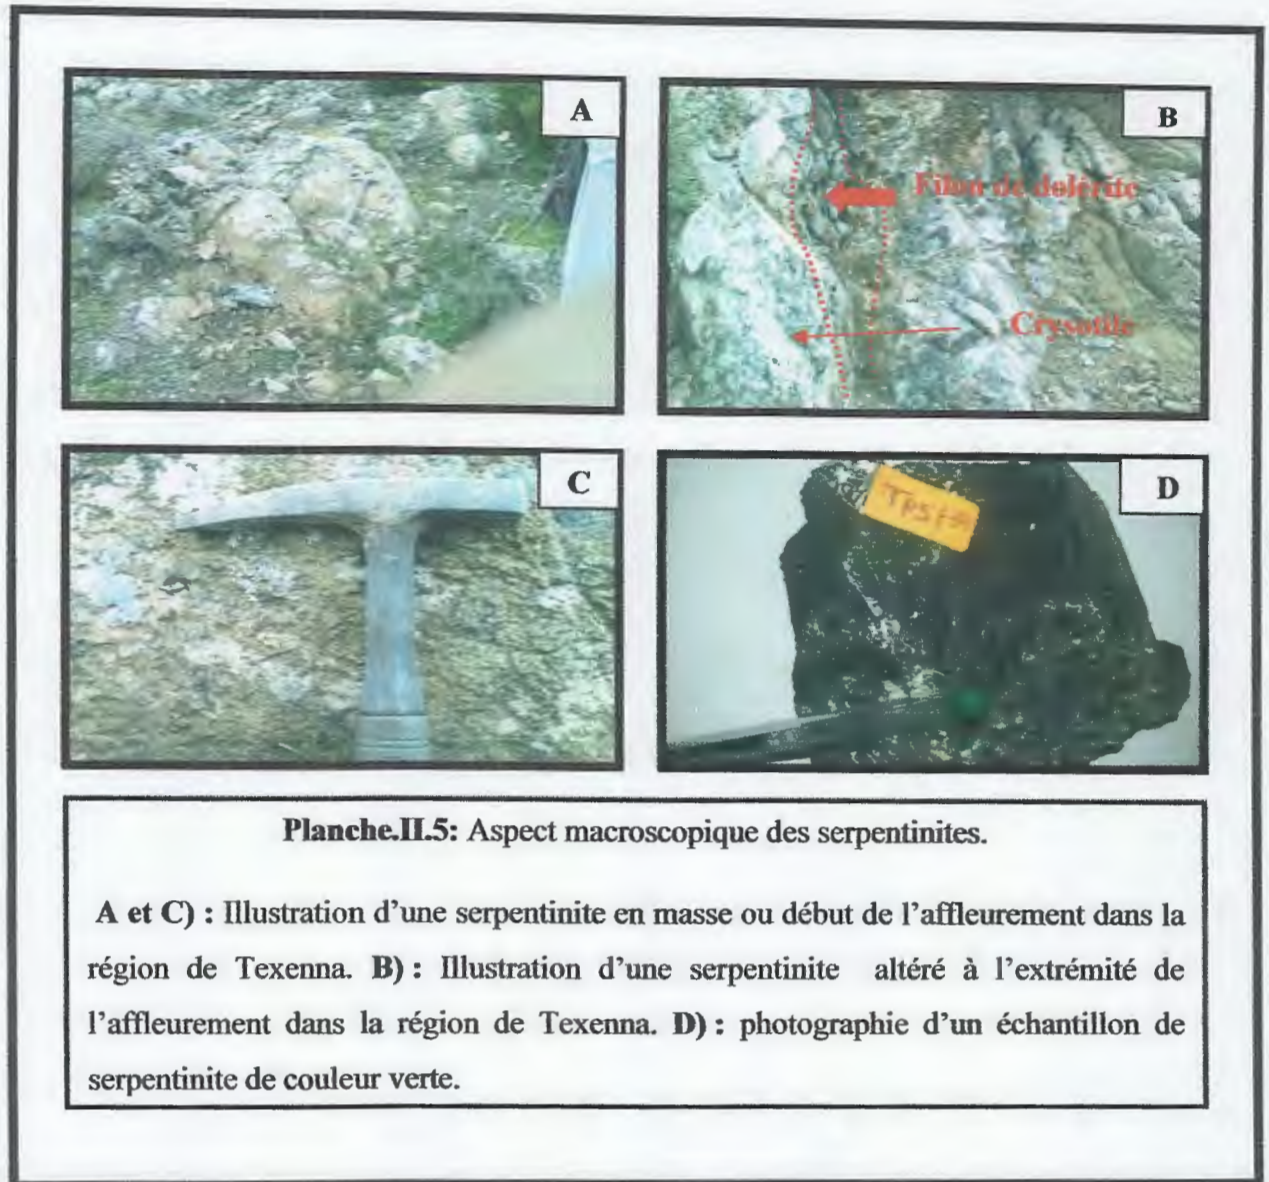 A
B
Filon de dolérite
Crysotile
C
D
Planche.II.5: Aspect macroscopique des serpentinites.
A et C) : Illustration d'une serpentinite en masse ou début de l'affleurement dans la
région de Texenna. B) : Illustration d'une serpentinite altéré à l'extrémité de
l'affleurement dans la région de Texenna. D) : photographie d'un échantillon de
serpentinite de couleur verte.